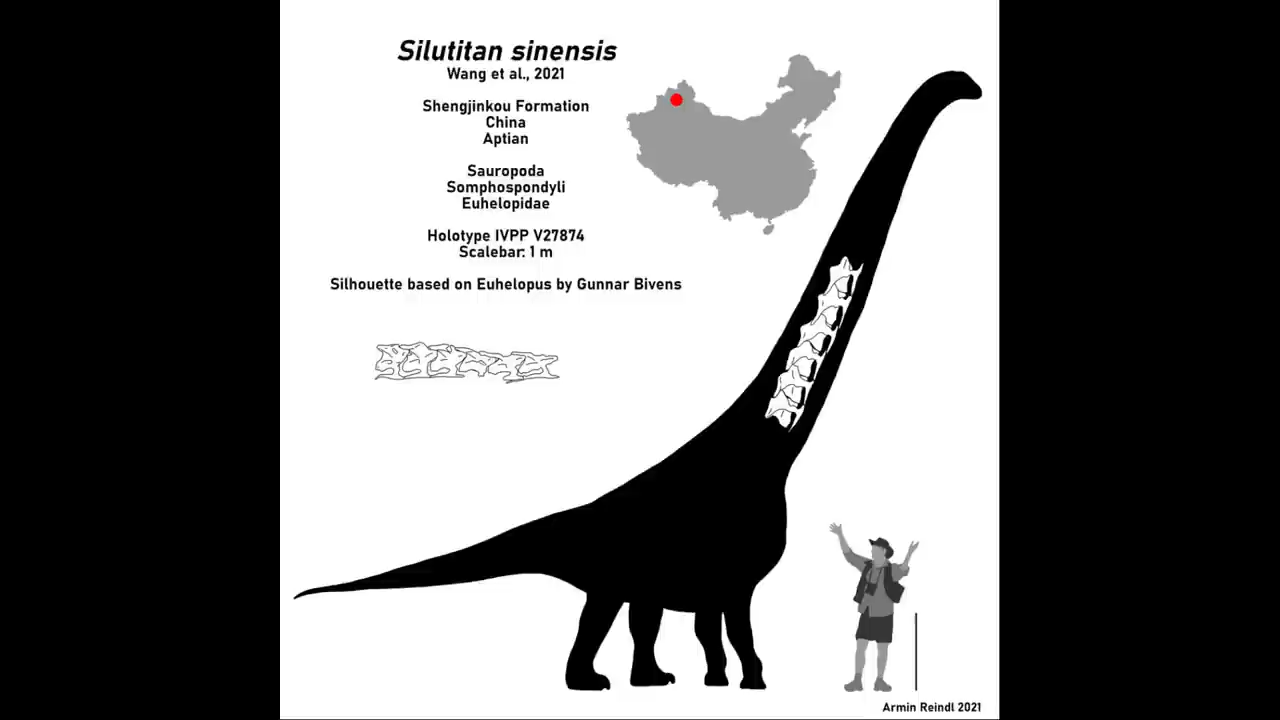 Silutitan sinensis
Wang et al., 2021
Shengjinkou Formation
China
Aptian
Sauropoda
Somphospondyli
Euhelopidae
Holotype IVPP V27874
Scalebar: 1 m
Silhouette based on Euhelopus by Gunnar Bivens
Armin Reindl 2021